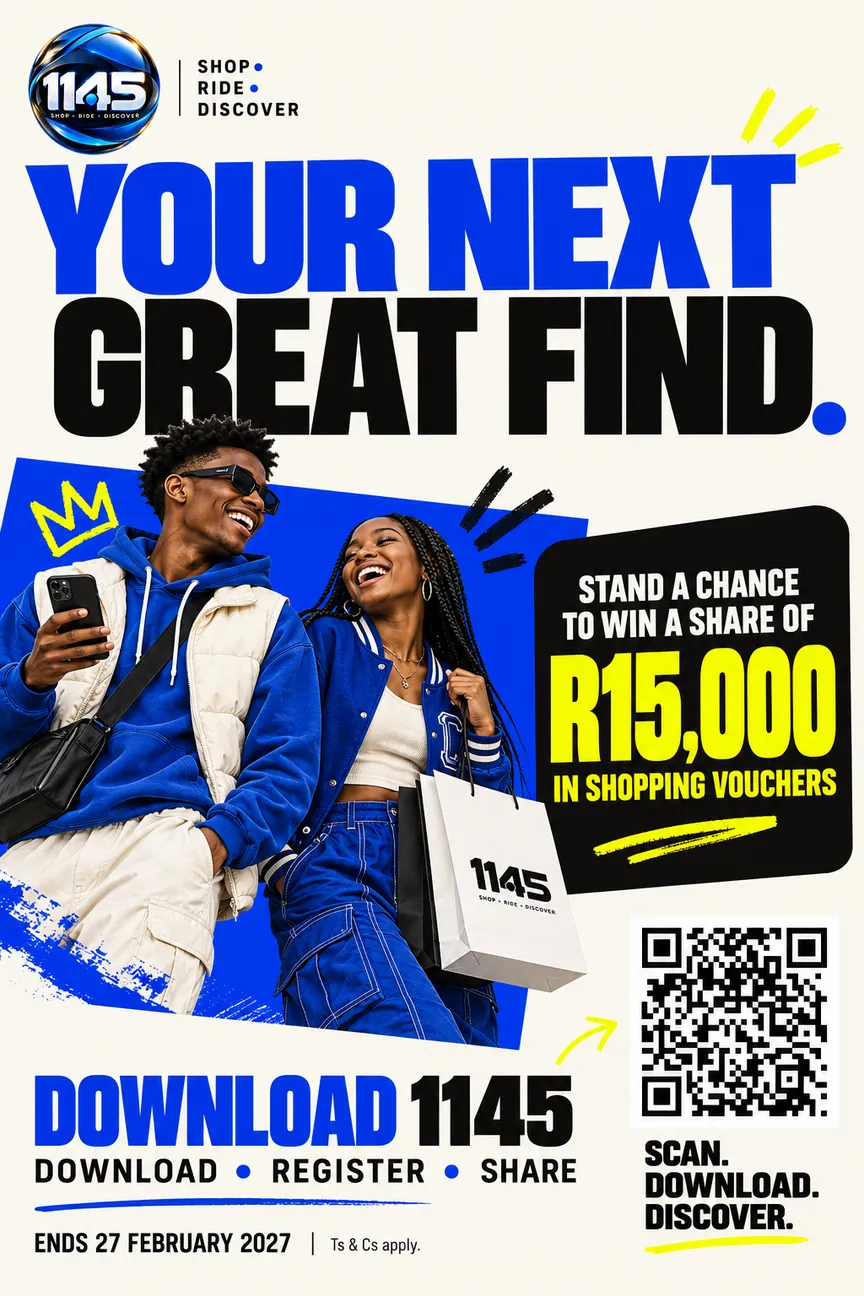 1145
SHOP • RIDE • DISCOVER
SHOP •
RIDE •
DISCOVER
YOUR NEXT
GREAT FIND.
STAND A CHANCE
TO WIN A SHARE OF
R15,000
IN SHOPPING VOUCHERS
C
1145
SHOP • RIDE • DISCOVER
DOWNLOAD 1145
DOWNLOAD • REGISTER • SHARE
ENDS 27 FEBRUARY 2027 | Ts & Cs apply.
SCAN.
DOWNLOAD.
DISCOVER.